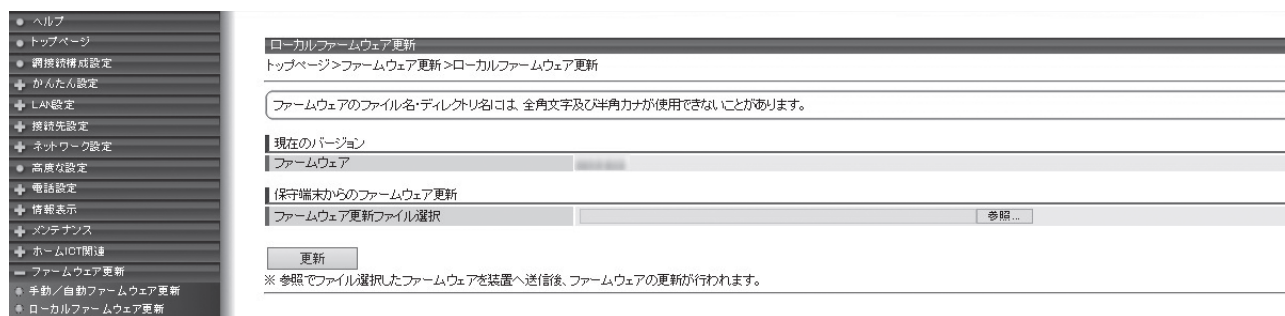 ヘルプ
トップページ
網接続構成設定
かんたん設定
LAN設定
接続先設定
ネットワーク設定
高度な設定
電話設定
情報表示
メンテナンス
ホームIOT関連
ファームウェア更新
手動／自動ファームウェア更新
ローカルファームウェア更新
ローカルファームウェア更新
トップページ>ファームウェア更新>ローカルファームウェア更新
ファームウェアのファイル名・ディレクトリ名には、全角文字及び半角カナが使用できないことがあります。
現在のバージョン
ファームウェア
保守端末からのファームウェア更新
ファームウェア更新ファイル選択 参照...
更新
※ 参照でファイル選択したファームウェアを装置へ送信後、ファームウェアの更新が行われます。